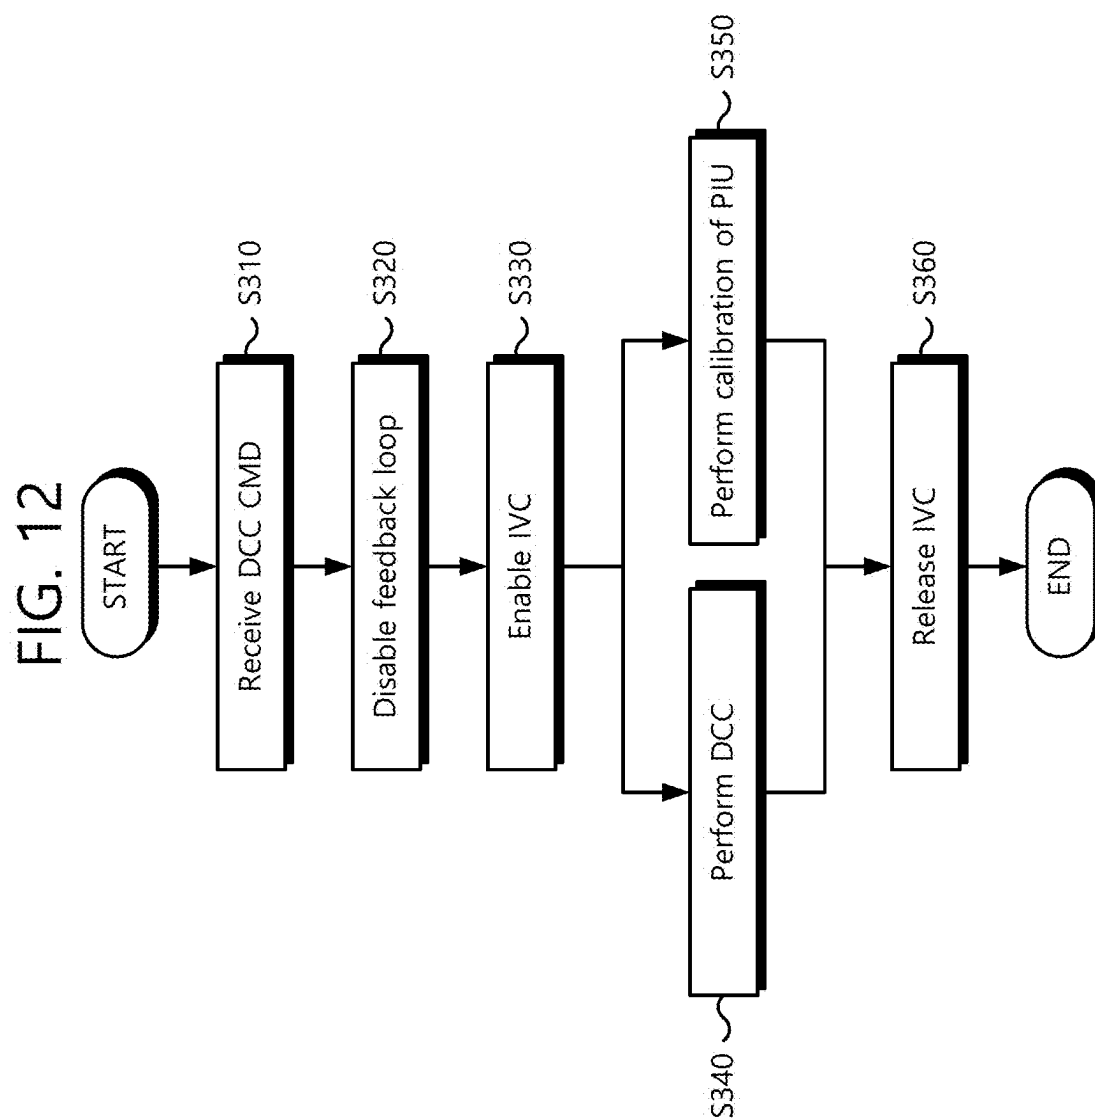 FIG. 12
START
Receive DCC CMD
S310
Disable feedback loop
S320
Enable IVC
S330
Perform DCC
S340
Perform calibration of PIU
S350
Release IVC
S360
END